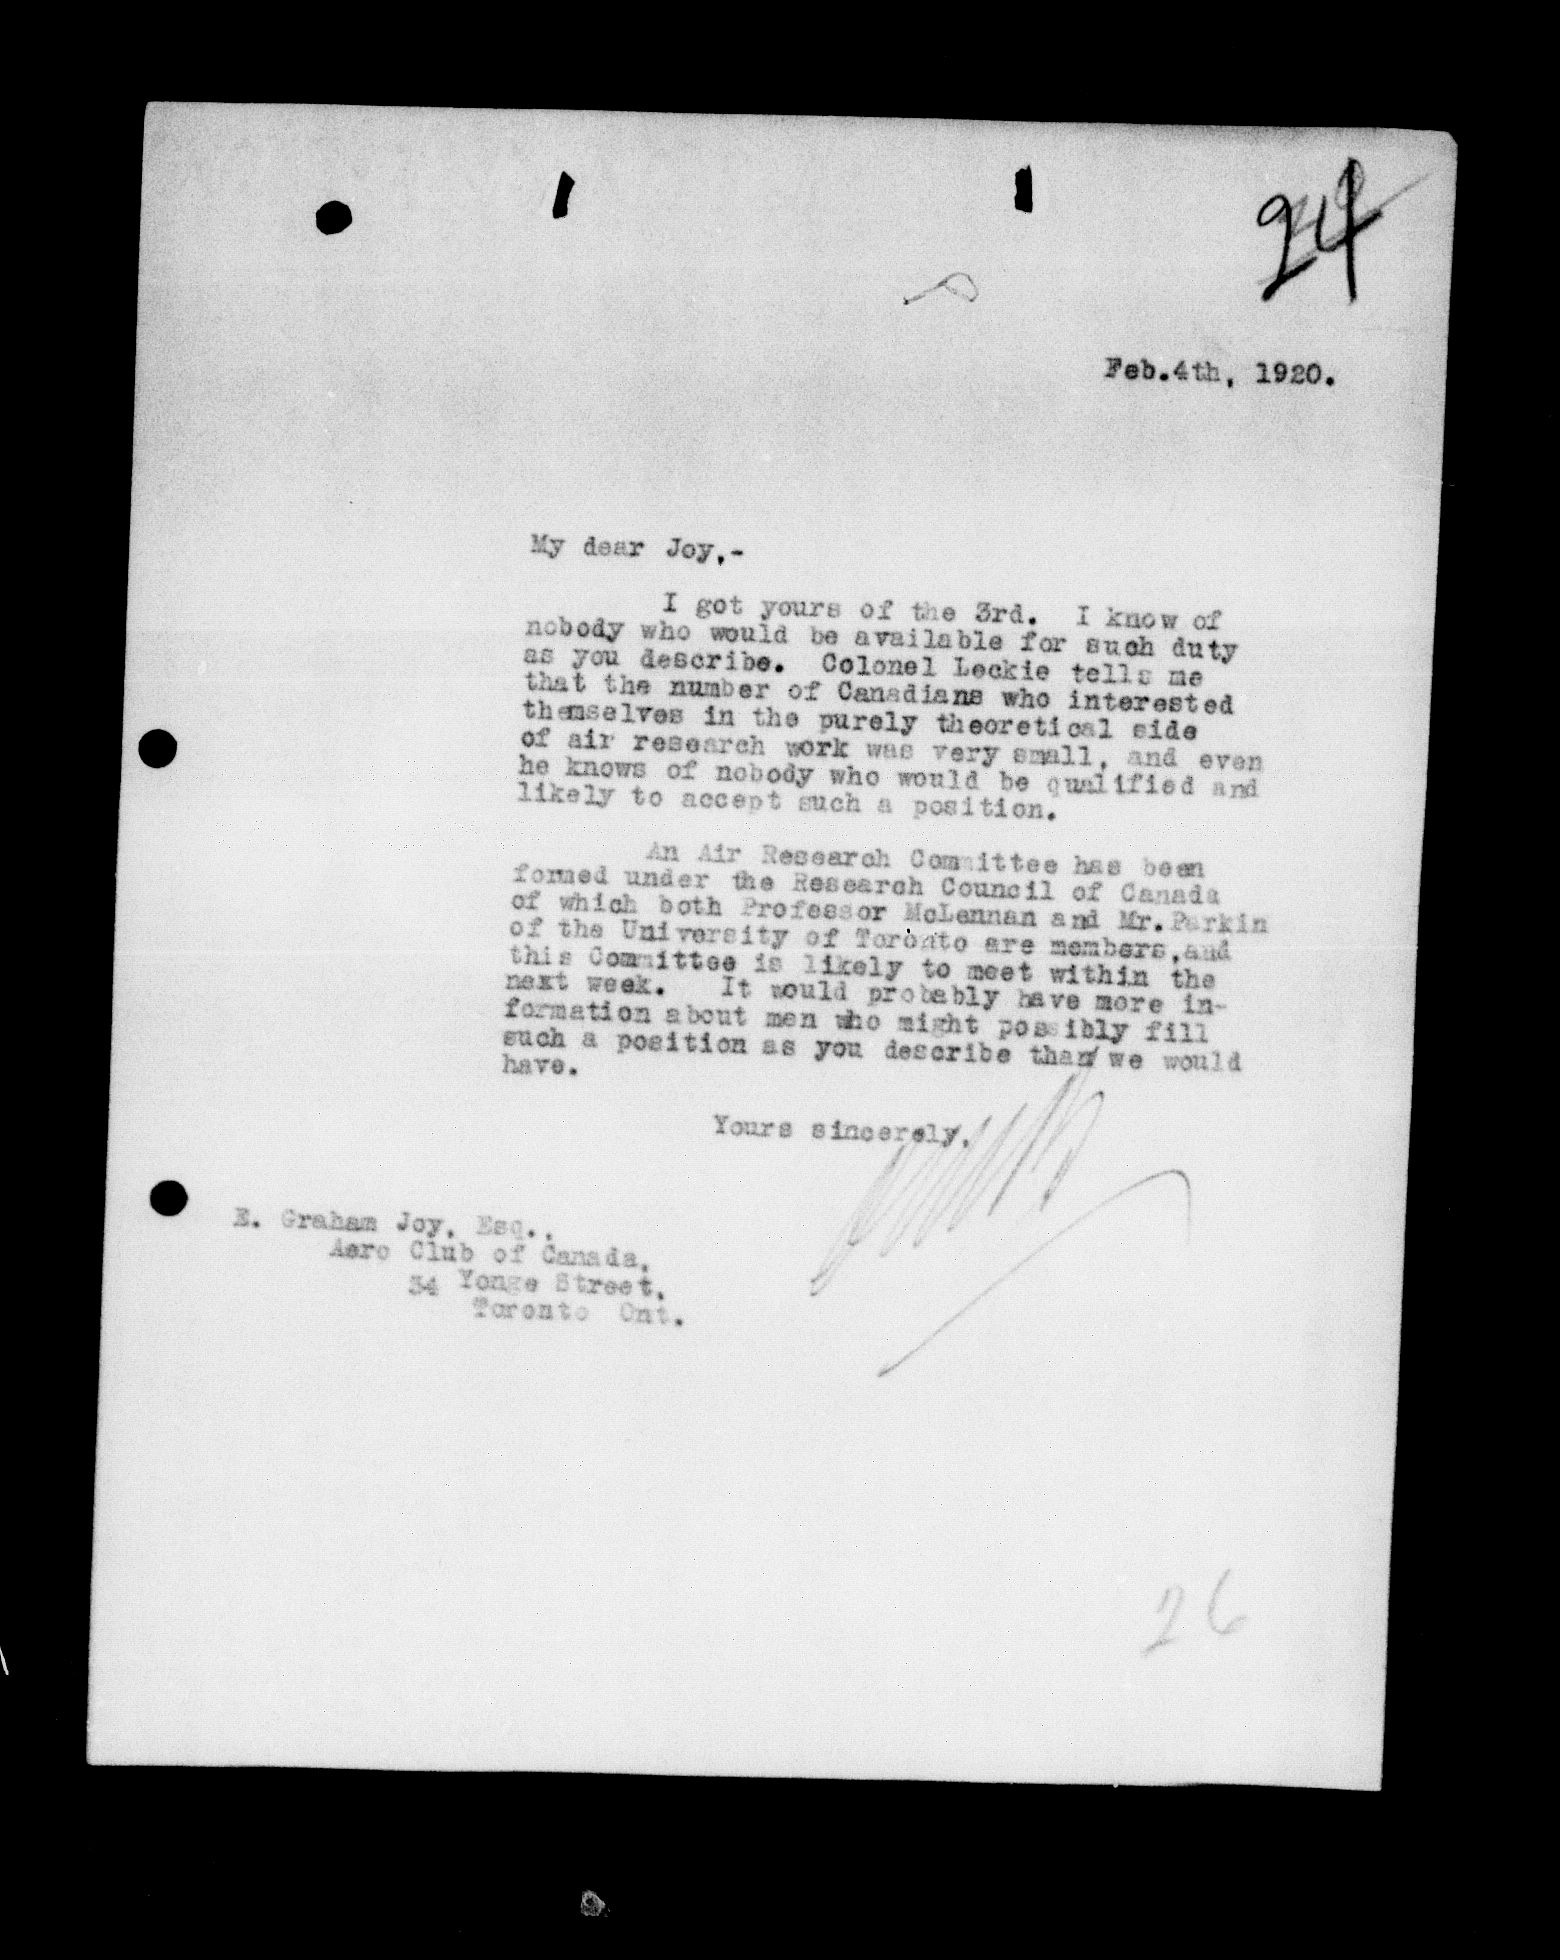 24
Feb.4th, 1920.
My dear Joy,-
I got yours of the 3rd. I know of
nobody who would be available for such duty
as you describe. Colonel Leckie tells me
that the number of Canadians who interested
themselves in the purely theoretical side
of air research work was very small, and even
he knows of nobody who would be qualified and
likely to accept such a position.
An Air Research Committee has been
formed under the Research Council of Canada
of which both Professor McLennan and Mr.Parkin
of the University of Toronto are members,and
this Committee is likely to meet within the
next week. It would probably have more in-
formation about men who might possibly fill
such a position as you describe than we would
have.
Yours sincerely,
E. Graham Joy, Esq.,
Aero Club of Canada,
34 Yonge Street,
Toronto Ont.
26